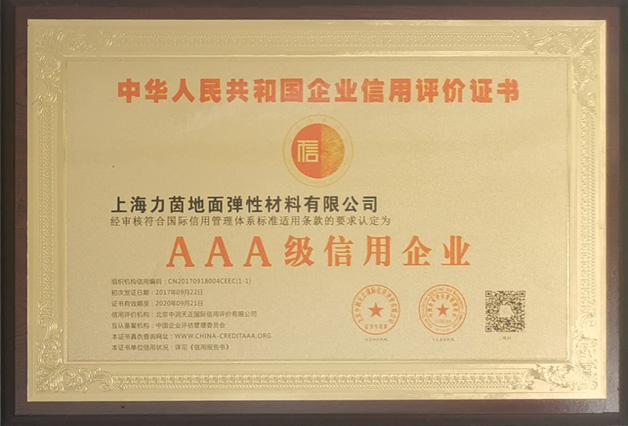 中华人民共和国企业信用评价证书
信
上海力茵地面弹性材料有限公司
经审核符合国际信用管理体系标准适用条款的要求认定为
AAA级信用企业
组织机构信用编码：CN20170918004CEEC(1-1)
初次发证日期：2017年09月22日
证书有效期至：2020年09月21日
信用评价机构：北京中润天正国际信用评价有限公司
互认备案机构：中国企业评估管理委员会
本证书真伪查询网址：WWW.CHINA-CREDITAAA.ORG
本证书单位信用状况：详见《信用报告书》